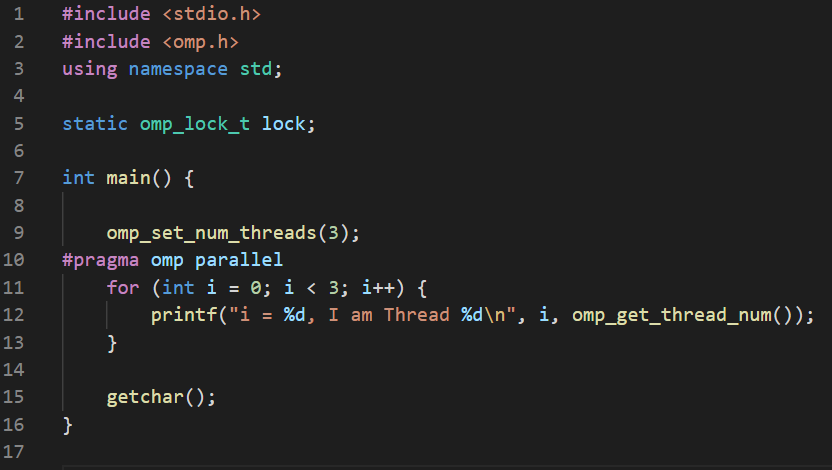 1 #include <stdio.h>
2 #include <omp.h>
3 using namespace std;
4
5 static omp_lock_t lock;
6
7 int main() {
8
9     omp_set_num_threads(3);
10 #pragma omp parallel
11     for (int i = 0; i < 3; i++) {
12         printf("i = %d, I am Thread %d\n", i, omp_get_thread_num());
13     }
14
15     getchar();
16 }
17